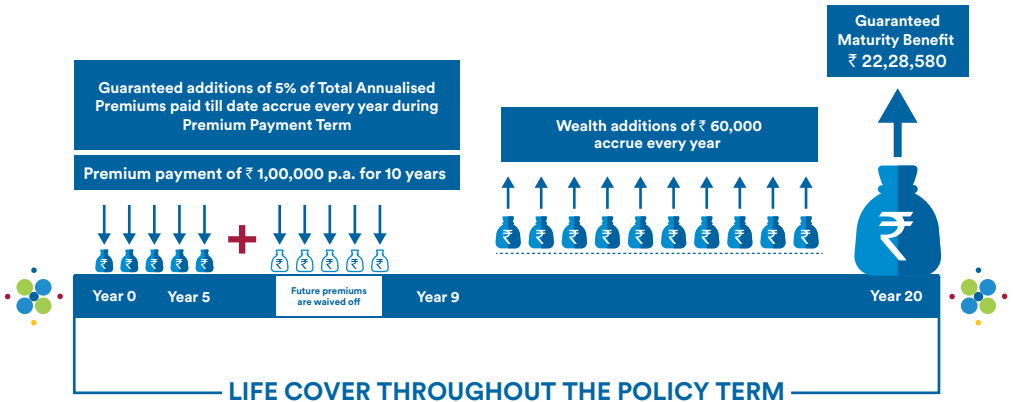 Guaranteed
Maturity Benefit
₹ 22,28,580
Guaranteed additions of 5% of Total Annualised
Premiums paid till date accrue every year during
Premium Payment Term
Wealth additions of ₹ 60,000
accrue every year
Premium payment of ₹ 1,00,000 p.a. for 10 years
₹ ₹ ₹ ₹ ₹ + ₹ ₹ ₹ ₹ ₹
₹ ₹ ₹ ₹ ₹ ₹ ₹ ₹ ₹ ₹
₹
Year 0 Year 5
Future premiums
are waived off
Year 9
Year 20
LIFE COVER THROUGHOUT THE POLICY TERM